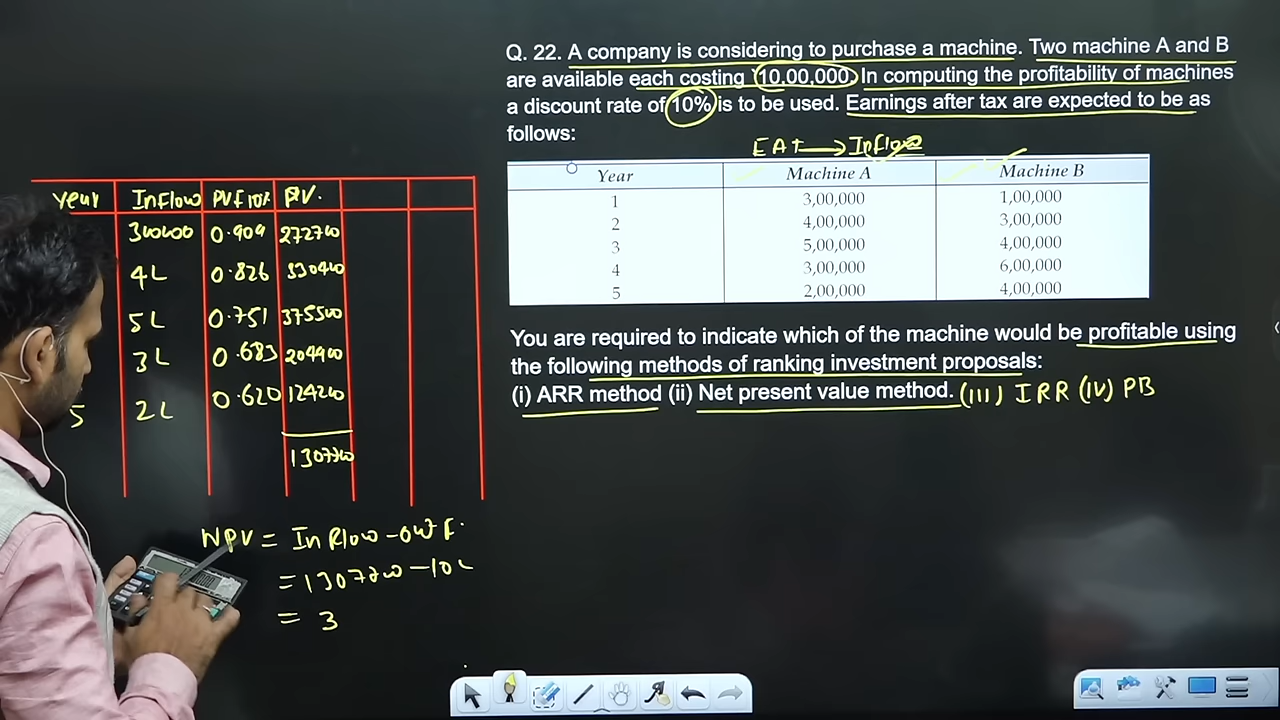 Q. 22. A company is considering to purchase a machine. Two machine A and B
are available each costing `10,00,000. In computing the profitability of machines
a discount rate of 10% is to be used. Earnings after tax are expected to be as
follows:
EAT → Inflow
Year Machine A Machine B
1 3,00,000 1,00,000
2 4,00,000 3,00,000
3 5,00,000 4,00,000
4 3,00,000 6,00,000
5 2,00,000 4,00,000
You are required to indicate which of the machine would be profitable using
the following methods of ranking investment proposals:
(i) ARR method (ii) Net present value method. (III) IRR (IV) PB
Year Inflow PVF10% PV.
300000 0.909 272700
4L 0.826 330400
5L 0.751 375500
3L 0.683 204900
5 2L 0.620 124200
1307700
NPV = Inflow - outf.
= 1307700 - 10L
= 3